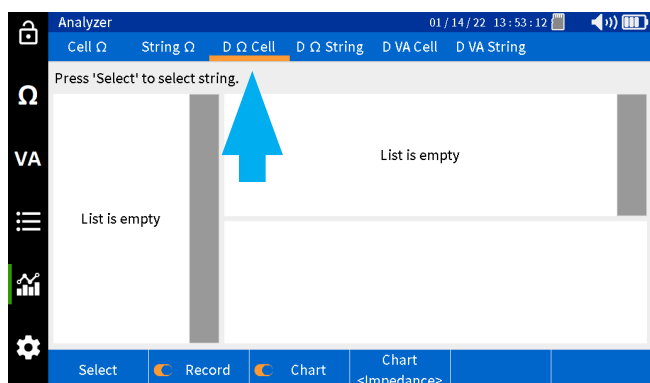 Analyzer 01/14/22 13:53:12
Cell Ω String Ω D Ω Cell D Ω String D VA Cell D VA String
Press 'Select' to select string.
Ω
VA
List is empty
List is empty
Select Record Chart Chart
<Impedance>